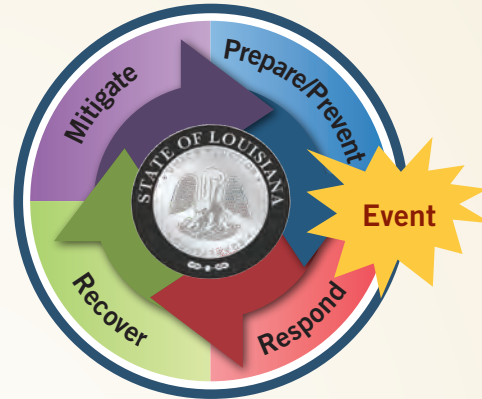 Mitigate
Prepare/Prevent
Event
Respond
Recover
STATE OF LOUISIANA